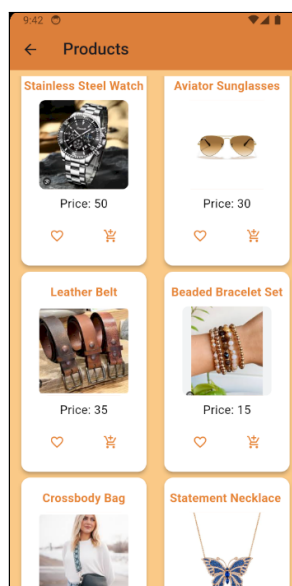 9:42
Products
Stainless Steel Watch
Aviator Sunglasses
Price: 50
Price: 30
Leather Belt
Beaded Bracelet Set
Price: 35
Price: 15
Crossbody Bag
Statement Necklace